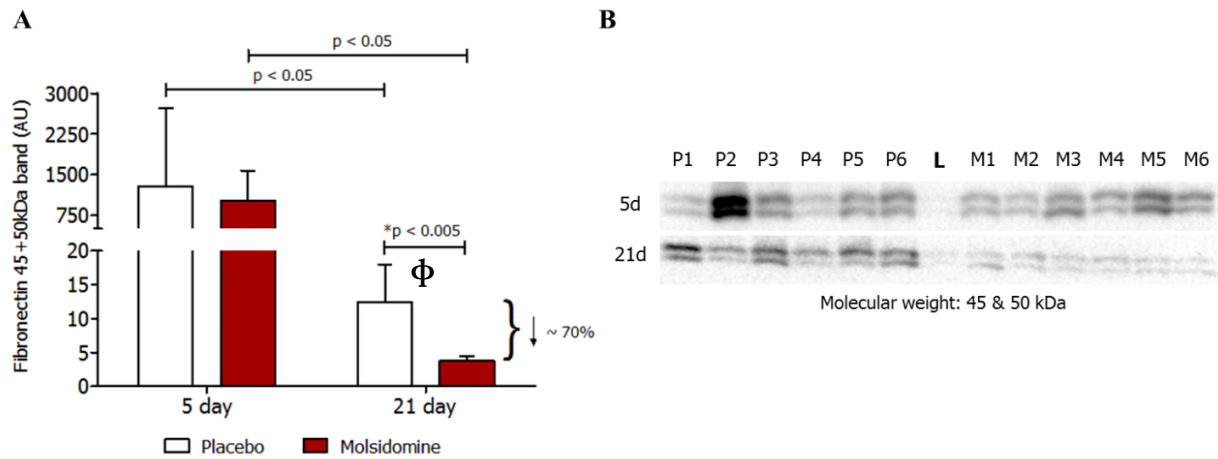 A
p < 0.05
p < 0.05
Fibronectin 45+50kDa band (AU)
3000
2250
1500
750
20
15
10
5
0
*p < 0.005
Φ
} ↓ ~ 70%
5 day
21 day
Placebo
Molsidomine
B
P1 P2 P3 P4 P5 P6 L M1 M2 M3 M4 M5 M6
5d
21d
Molecular weight: 45 & 50 kDa